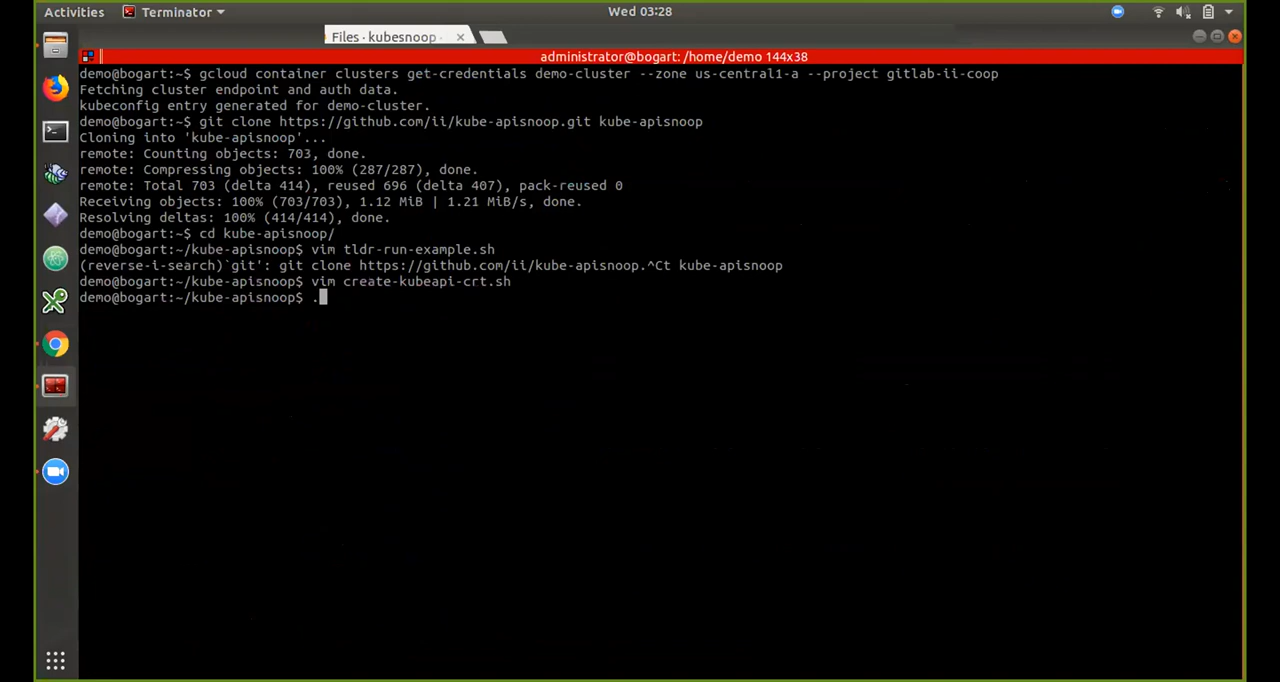 Activities Terminator Wed 03:28
Files · kubesnoop ·
administrator@bogart: /home/demo 144x38
demo@bogart:~$ gcloud container clusters get-credentials demo-cluster --zone us-central1-a --project gitlab-ii-coop
Fetching cluster endpoint and auth data.
kubeconfig entry generated for demo-cluster.
demo@bogart:~$ git clone https://github.com/ii/kube-apisnoop.git kube-apisnoop
Cloning into 'kube-apisnoop'...
remote: Counting objects: 703, done.
remote: Compressing objects: 100% (287/287), done.
remote: Total 703 (delta 414), reused 696 (delta 407), pack-reused 0
Receiving objects: 100% (703/703), 1.12 MiB | 1.21 MiB/s, done.
Resolving deltas: 100% (414/414), done.
demo@bogart:~$ cd kube-apisnoop/
demo@bogart:~/kube-apisnoop$ vim tldr-run-example.sh
(reverse-i-search)`git': git clone https://github.com/ii/kube-apisnoop.^Ct kube-apisnoop
demo@bogart:~/kube-apisnoop$ vim create-kubeapi-crt.sh
demo@bogart:~/kube-apisnoop$ .